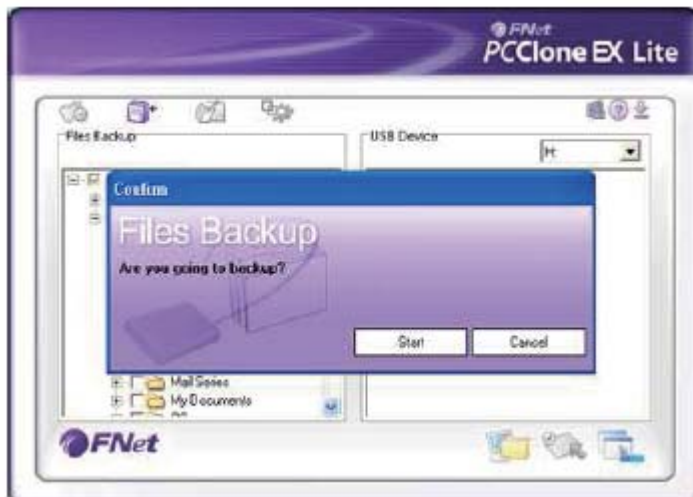 FNet
PCClone EX Lite
Files Backup
USB Device
H:
Confirm
Files Backup
Are you going to backup?
Start
Cancel
Mail Series
My Documents
FNet